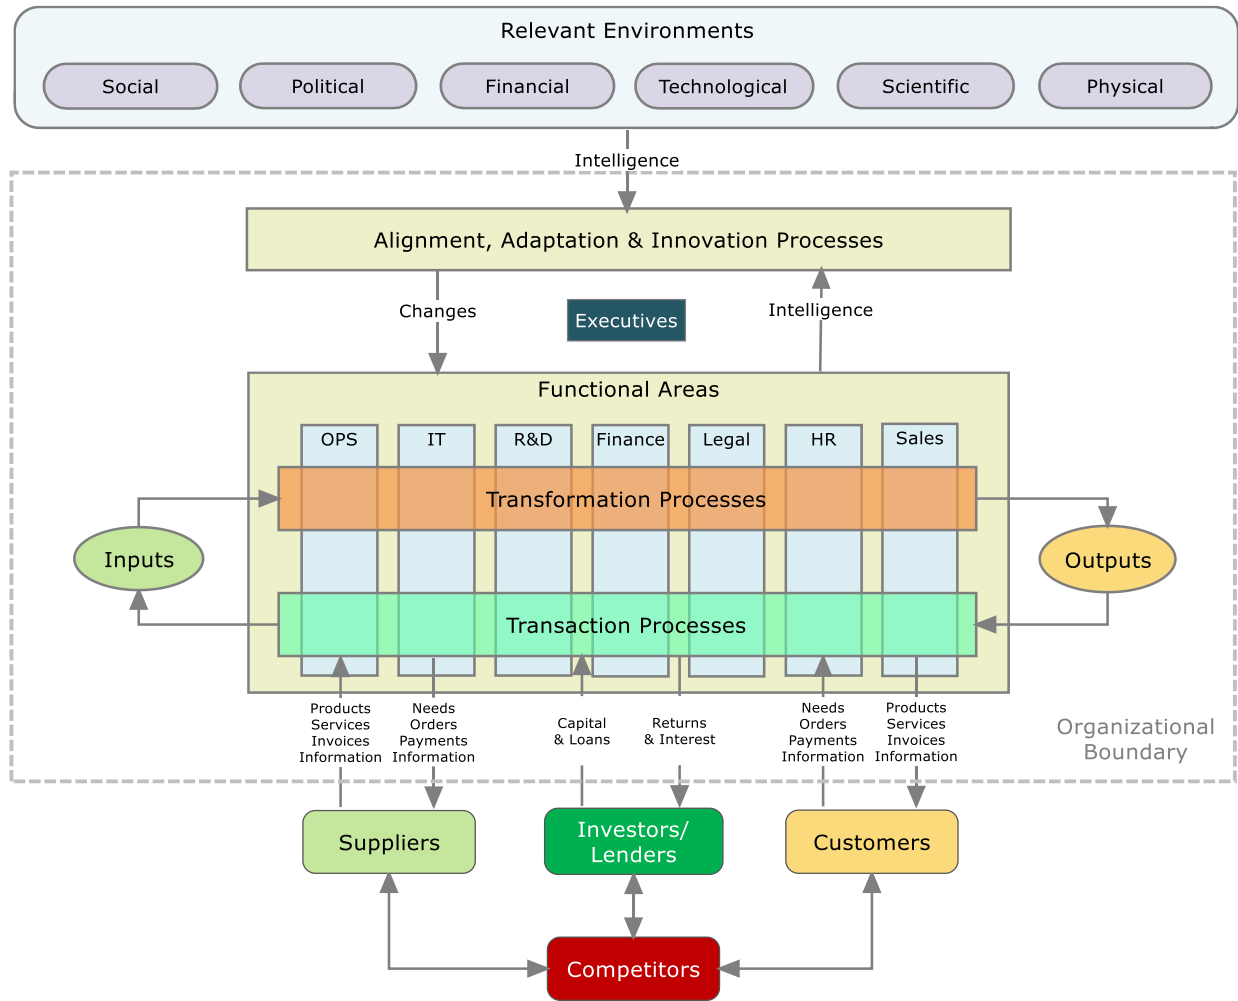 Relevant Environments
Social
Political
Financial
Technological
Scientific
Physical
Intelligence
Alignment, Adaptation & Innovation Processes
Changes
Executives
Intelligence
Functional Areas
OPS
IT
R&D
Finance
Legal
HR
Sales
Transformation Processes
Inputs
Outputs
Transaction Processes
Products
Services
Invoices
Information
Needs
Orders
Payments
Information
Capital
& Loans
Returns
& Interest
Needs
Orders
Payments
Information
Products
Services
Invoices
Information
Organizational
Boundary
Suppliers
Investors/
Lenders
Customers
Competitors